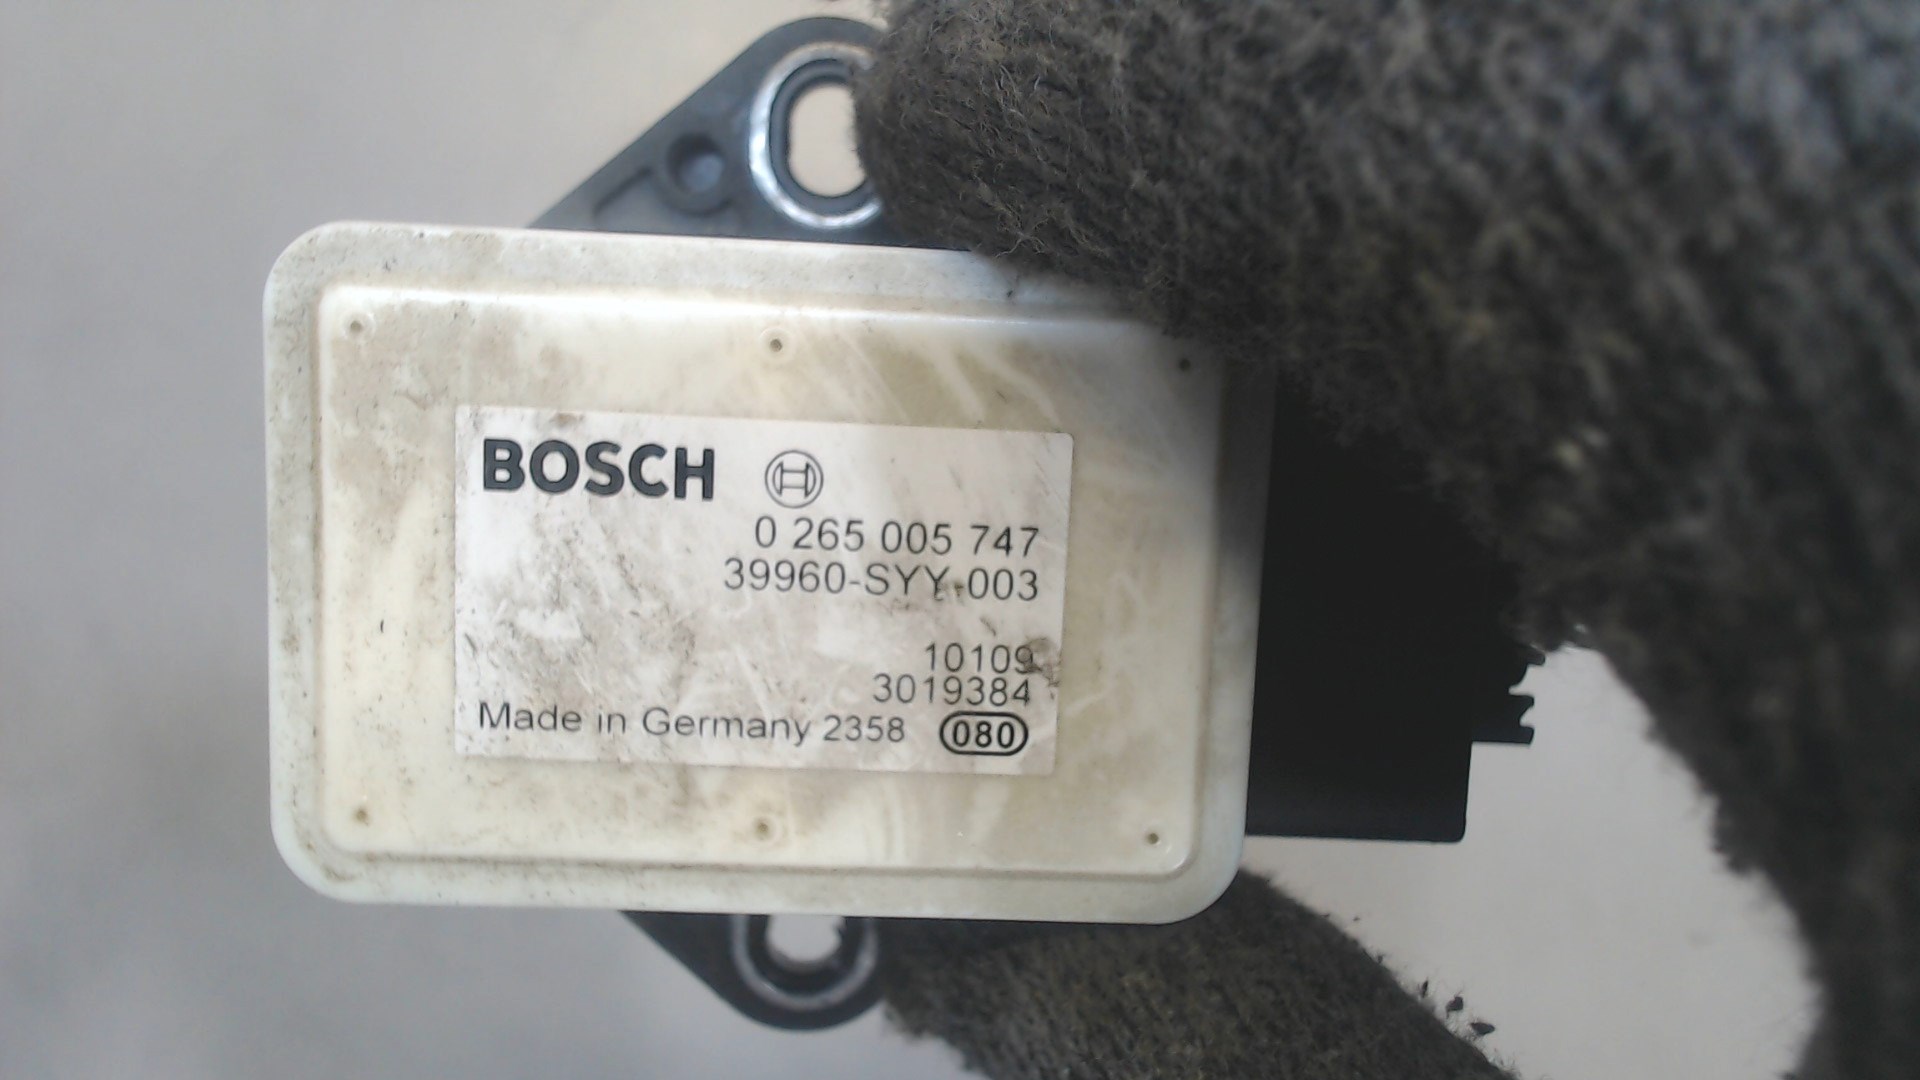 BOSCH
0 265 005 747
39960-SYY-003
10109
3019384
Made in Germany 2358 080